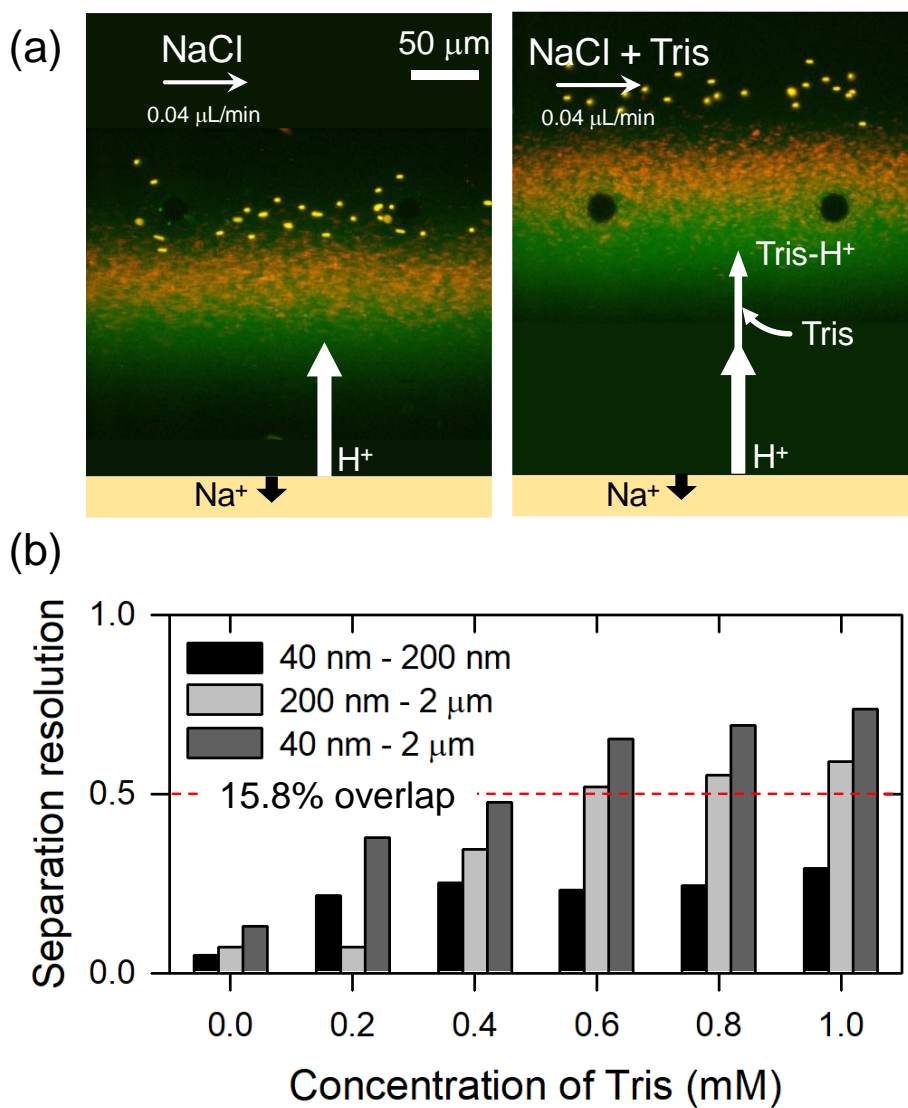 (a)
NaCl
0.04 μL/min
50 μm
H⁺
Na⁺
NaCl + Tris
0.04 μL/min
Tris-H⁺
Tris
H⁺
Na⁺
(b)
Separation resolution
1.0
0.5
0.0
40 nm - 200 nm
200 nm - 2 μm
40 nm - 2 μm
15.8% overlap
0.0 0.2 0.4 0.6 0.8 1.0
Concentration of Tris (mM)